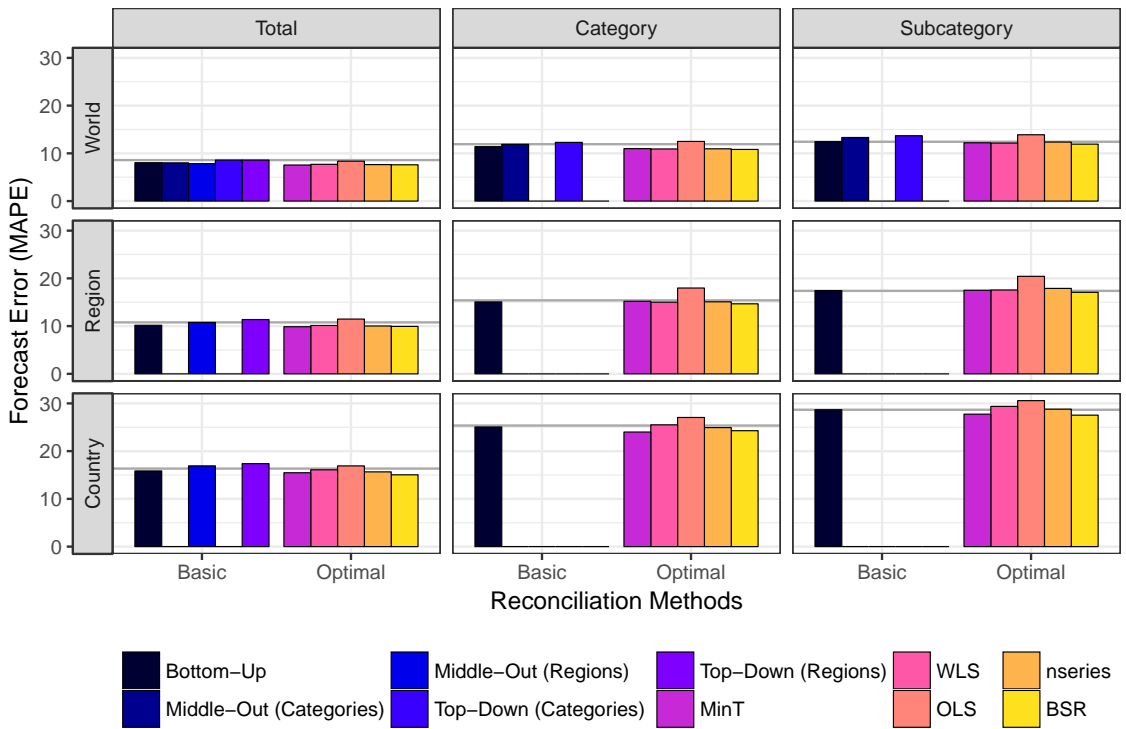 Total
Category
Subcategory
World
30
20
10
0
Region
30
20
10
0
Country
30
20
10
0
Forecast Error (MAPE)
Basic
Optimal
Basic
Optimal
Basic
Optimal
Reconciliation Methods
Bottom−Up
Middle−Out (Regions)
Top−Down (Regions)
WLS
nseries
Middle−Out (Categories)
Top−Down (Categories)
MinT
OLS
BSR